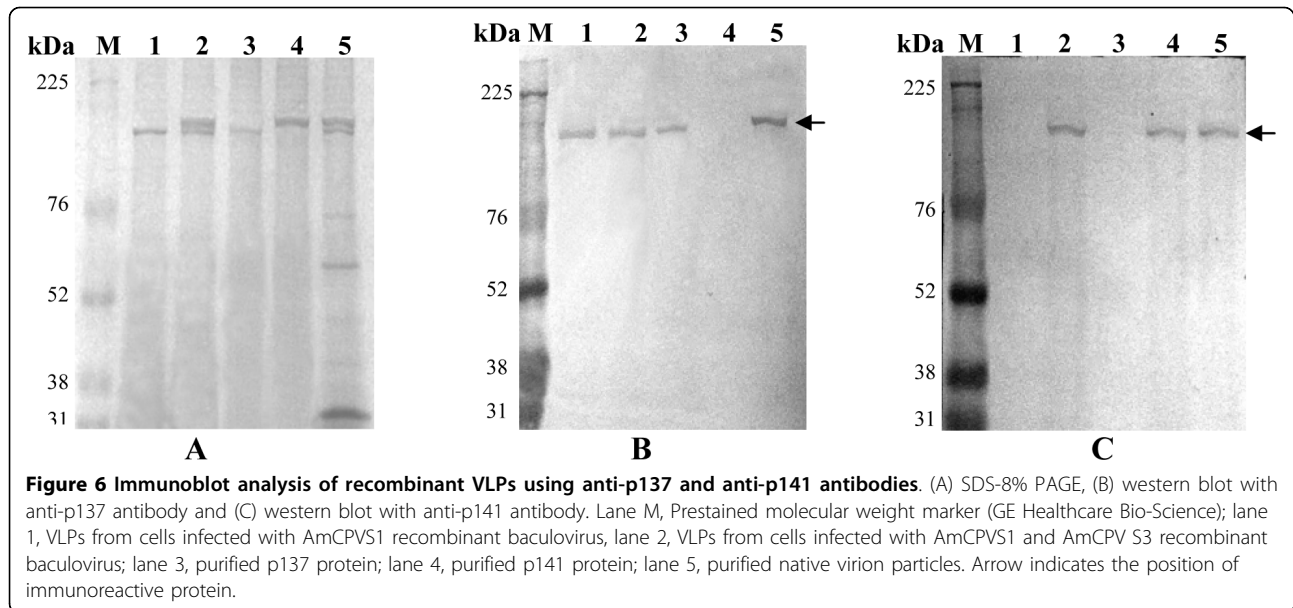 kDa M 1 2 3 4 5
225
76
52
38
31
A
kDa M 1 2 3 4 5
225
76
52
38
31
B
kDa M 1 2 3 4 5
225
76
52
38
31
C
Figure 6 Immunoblot analysis of recombinant VLPs using anti-p137 and anti-p141 antibodies. (A) SDS-8% PAGE, (B) western blot with
anti-p137 antibody and (C) western blot with anti-p141 antibody. Lane M, Prestained molecular weight marker (GE Healthcare Bio-Science); lane
1, VLPs from cells infected with AmCPVS1 recombinant baculovirus, lane 2, VLPs from cells infected with AmCPVS1 and AmCPV S3 recombinant
baculovirus; lane 3, purified p137 protein; lane 4, purified p141 protein; lane 5, purified native virion particles. Arrow indicates the position of
immunoreactive protein.